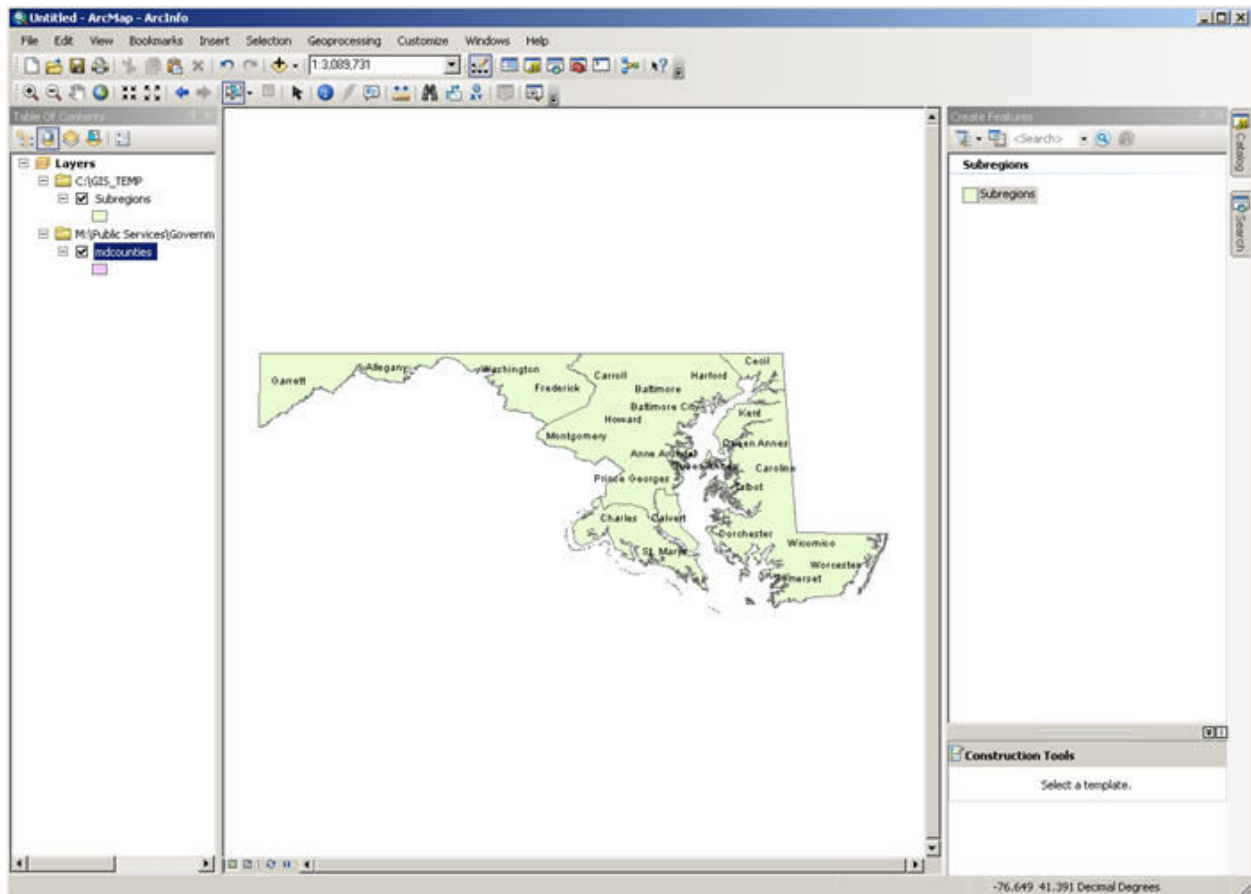 Untitled - ArcMap - ArcInfo
File Edit View Bookmarks Insert Selection Geoprocessing Customize Windows Help
1:3,089,731
Table Of Contents
Layers
C:\GIS_TEMP
Subregions
M:\Public Services\Governm
mdcounties
Garrett
Allegany
Washington
Frederick
Carroll
Baltimore
Harford
Cecil
Baltimore City
Howard
Kent
Montgomery
Queen Annes
Anne Arundel
Queen Annes
Caroline
Prince Georges
Talbot
Charles
Calvert
Dorchester
St. Marys
Wicomico
Worcester
Somerset
Create Features
<Search>
Subregions
Subregions
Construction Tools
Select a template.
Catalog
Search
-76.649 41.391 Decimal Degrees